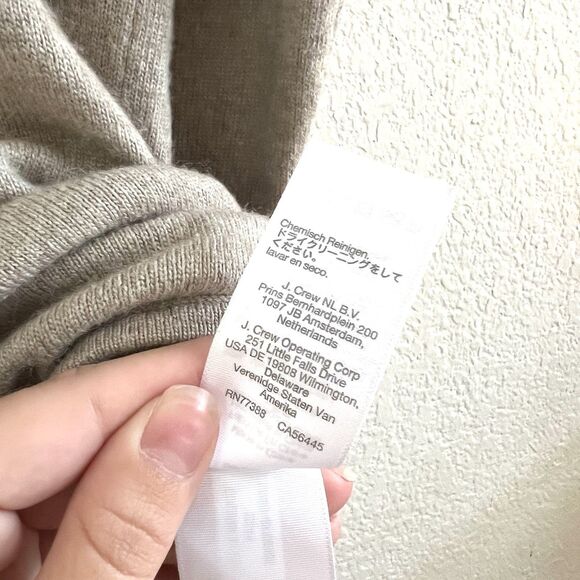 Chemisch Reinigen.
ドライクリーニングをして
ください。
lavar en seco.
J. Crew NL B.V.
Prins Bernhardplein 200
1097 JB Amsterdam,
Netherlands
J. Crew Operating Corp
251 Little Falls Drive
USA DE 19808 Wilmington,
Delaware
Verenidge Staten Van
Amerika
RN77388 CA56445